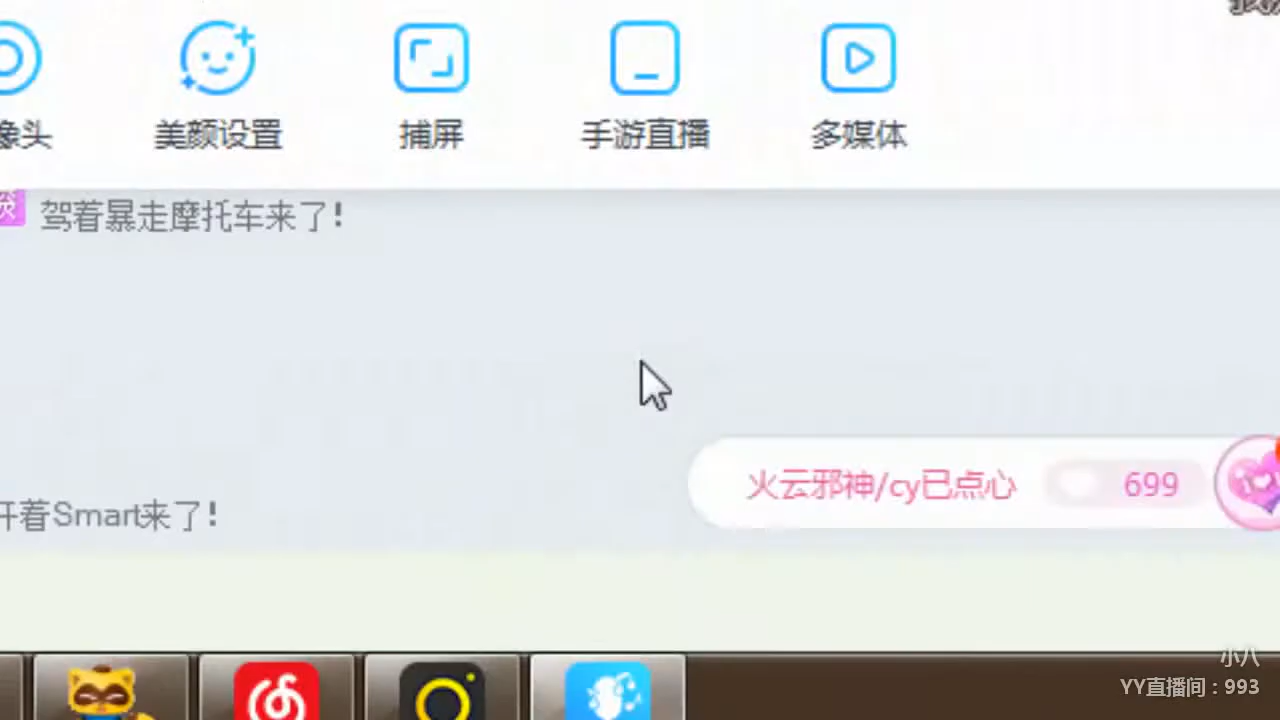 像头 美颜设置 捕屏 手游直播 多媒体
驾着暴走摩托车来了!
火云邪神/cy已点心 699
开着Smart来了!
小八
YY直播间:993